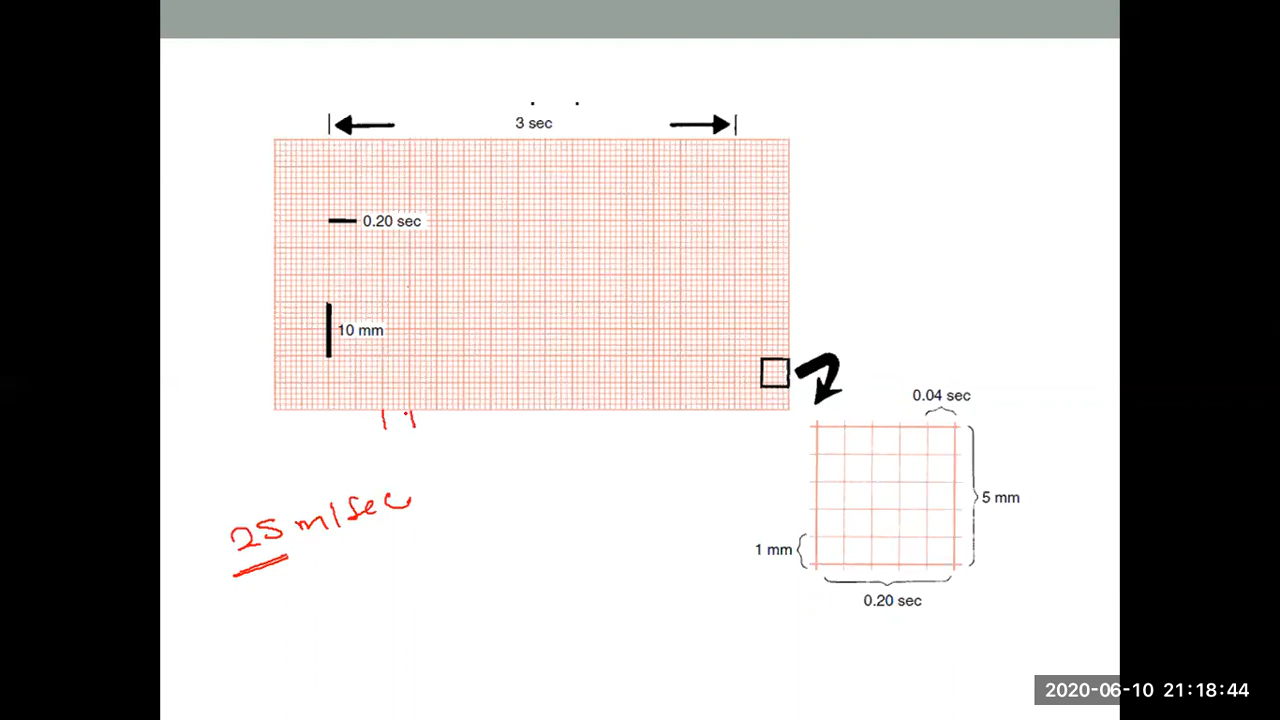 3 sec
0.20 sec
10 mm
0.04 sec
5 mm
25 m/sec
1 mm
0.20 sec
2020-06-10 21:18:44